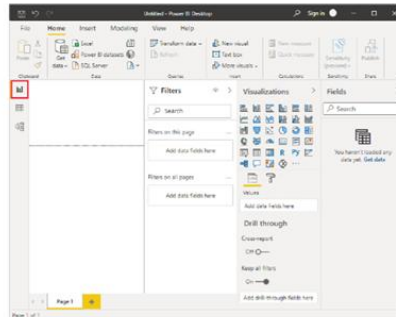 Untitled - Power BI Desktop
Sign in
File Home Insert Modeling View Help
Paste
Get data
Excel
Power BI datasets
SQL Server
Transform data
Refresh
New visual
Text box
More visuals
New measure
Quick measure
Sensitivity
Publish
Clipboard
Data
Queries
Insert
Calculations
Sensitivity
Share
Filters
Search
Filters on this page ...
Add data fields here
Filters on all pages ...
Add data fields here
Visualizations
Values
Add data fields here
Drill through
Cross-report
Off
Keep all filters
On
Add drill-through fields here
Fields
Search
You haven't loaded any
data yet. Get data
Page 1
Page 1 of 1